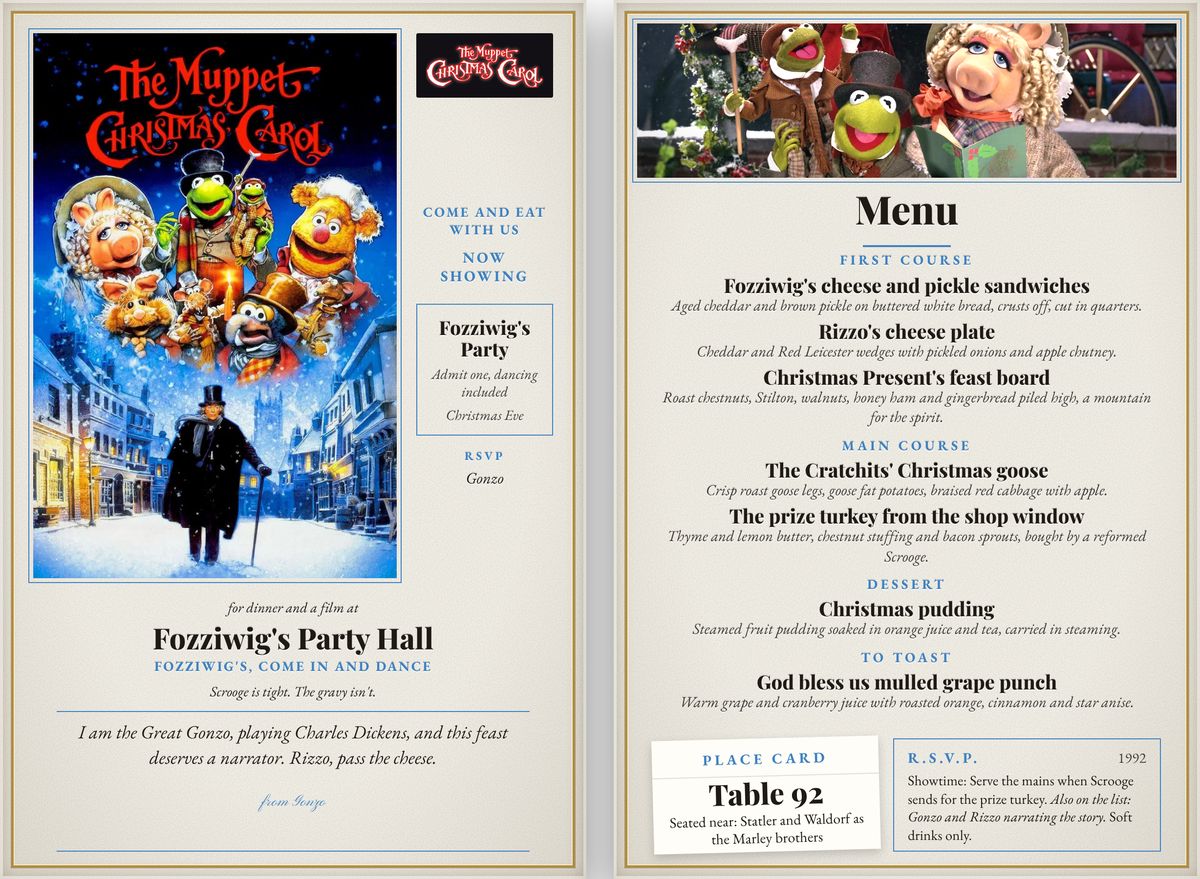 The Muppet
CHRISTMAS CAROL
The Muppet
CHRISTMAS CAROL
COME AND EAT
WITH US
NOW
SHOWING
Fozziwig's
Party
Admit one, dancing
included
Christmas Eve
RSVP
Gonzo
for dinner and a film at
Fozziwig's Party Hall
FOZZIWIG'S, COME IN AND DANCE
Scrooge is tight. The gravy isn't.
I am the Great Gonzo, playing Charles Dickens, and this feast
deserves a narrator. Rizzo, pass the cheese.
from Gonzo
Menu
FIRST COURSE
Fozziwig's cheese and pickle sandwiches
Aged cheddar and brown pickle on buttered white bread, crusts off, cut in quarters.
Rizzo's cheese plate
Cheddar and Red Leicester wedges with pickled onions and apple chutney.
Christmas Present's feast board
Roast chestnuts, Stilton, walnuts, honey ham and gingerbread piled high, a mountain
for the spirit.
MAIN COURSE
The Cratchits' Christmas goose
Crisp roast goose legs, goose fat potatoes, braised red cabbage with apple.
The prize turkey from the shop window
Thyme and lemon butter, chestnut stuffing and bacon sprouts, bought by a reformed
Scrooge.
DESSERT
Christmas pudding
Steamed fruit pudding soaked in orange juice and tea, carried in steaming.
TO TOAST
God bless us mulled grape punch
Warm grape and cranberry juice with roasted orange, cinnamon and star anise.
PLACE CARD
Table 92
Seated near: Statler and Waldorf as
the Marley brothers
R.S.V.P. 1992
Showtime: Serve the mains when Scrooge
sends for the prize turkey. Also on the list:
Gonzo and Rizzo narrating the story. Soft
drinks only.